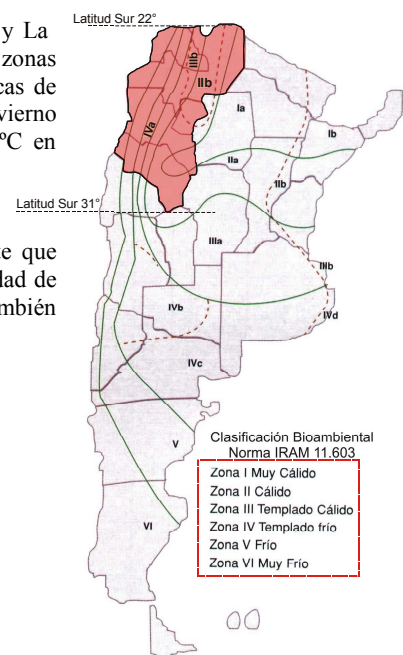 Latitud Sur 22°
y La
zonas
cas de
vierno
ºC en
Latitud Sur 31°
te que
dad de
mbién
IIIb
IIb
IVa
Ia
Ib
IIa
IIb
IIIa
IIIb
IVb
IVd
IVc
V
VI
Clasificación Bioambiental
Norma IRAM 11.603
Zona I Muy Cálido
Zona II Cálido
Zona III Templado Cálido
Zona IV Templado frío
Zona V Frío
Zona VI Muy Frío